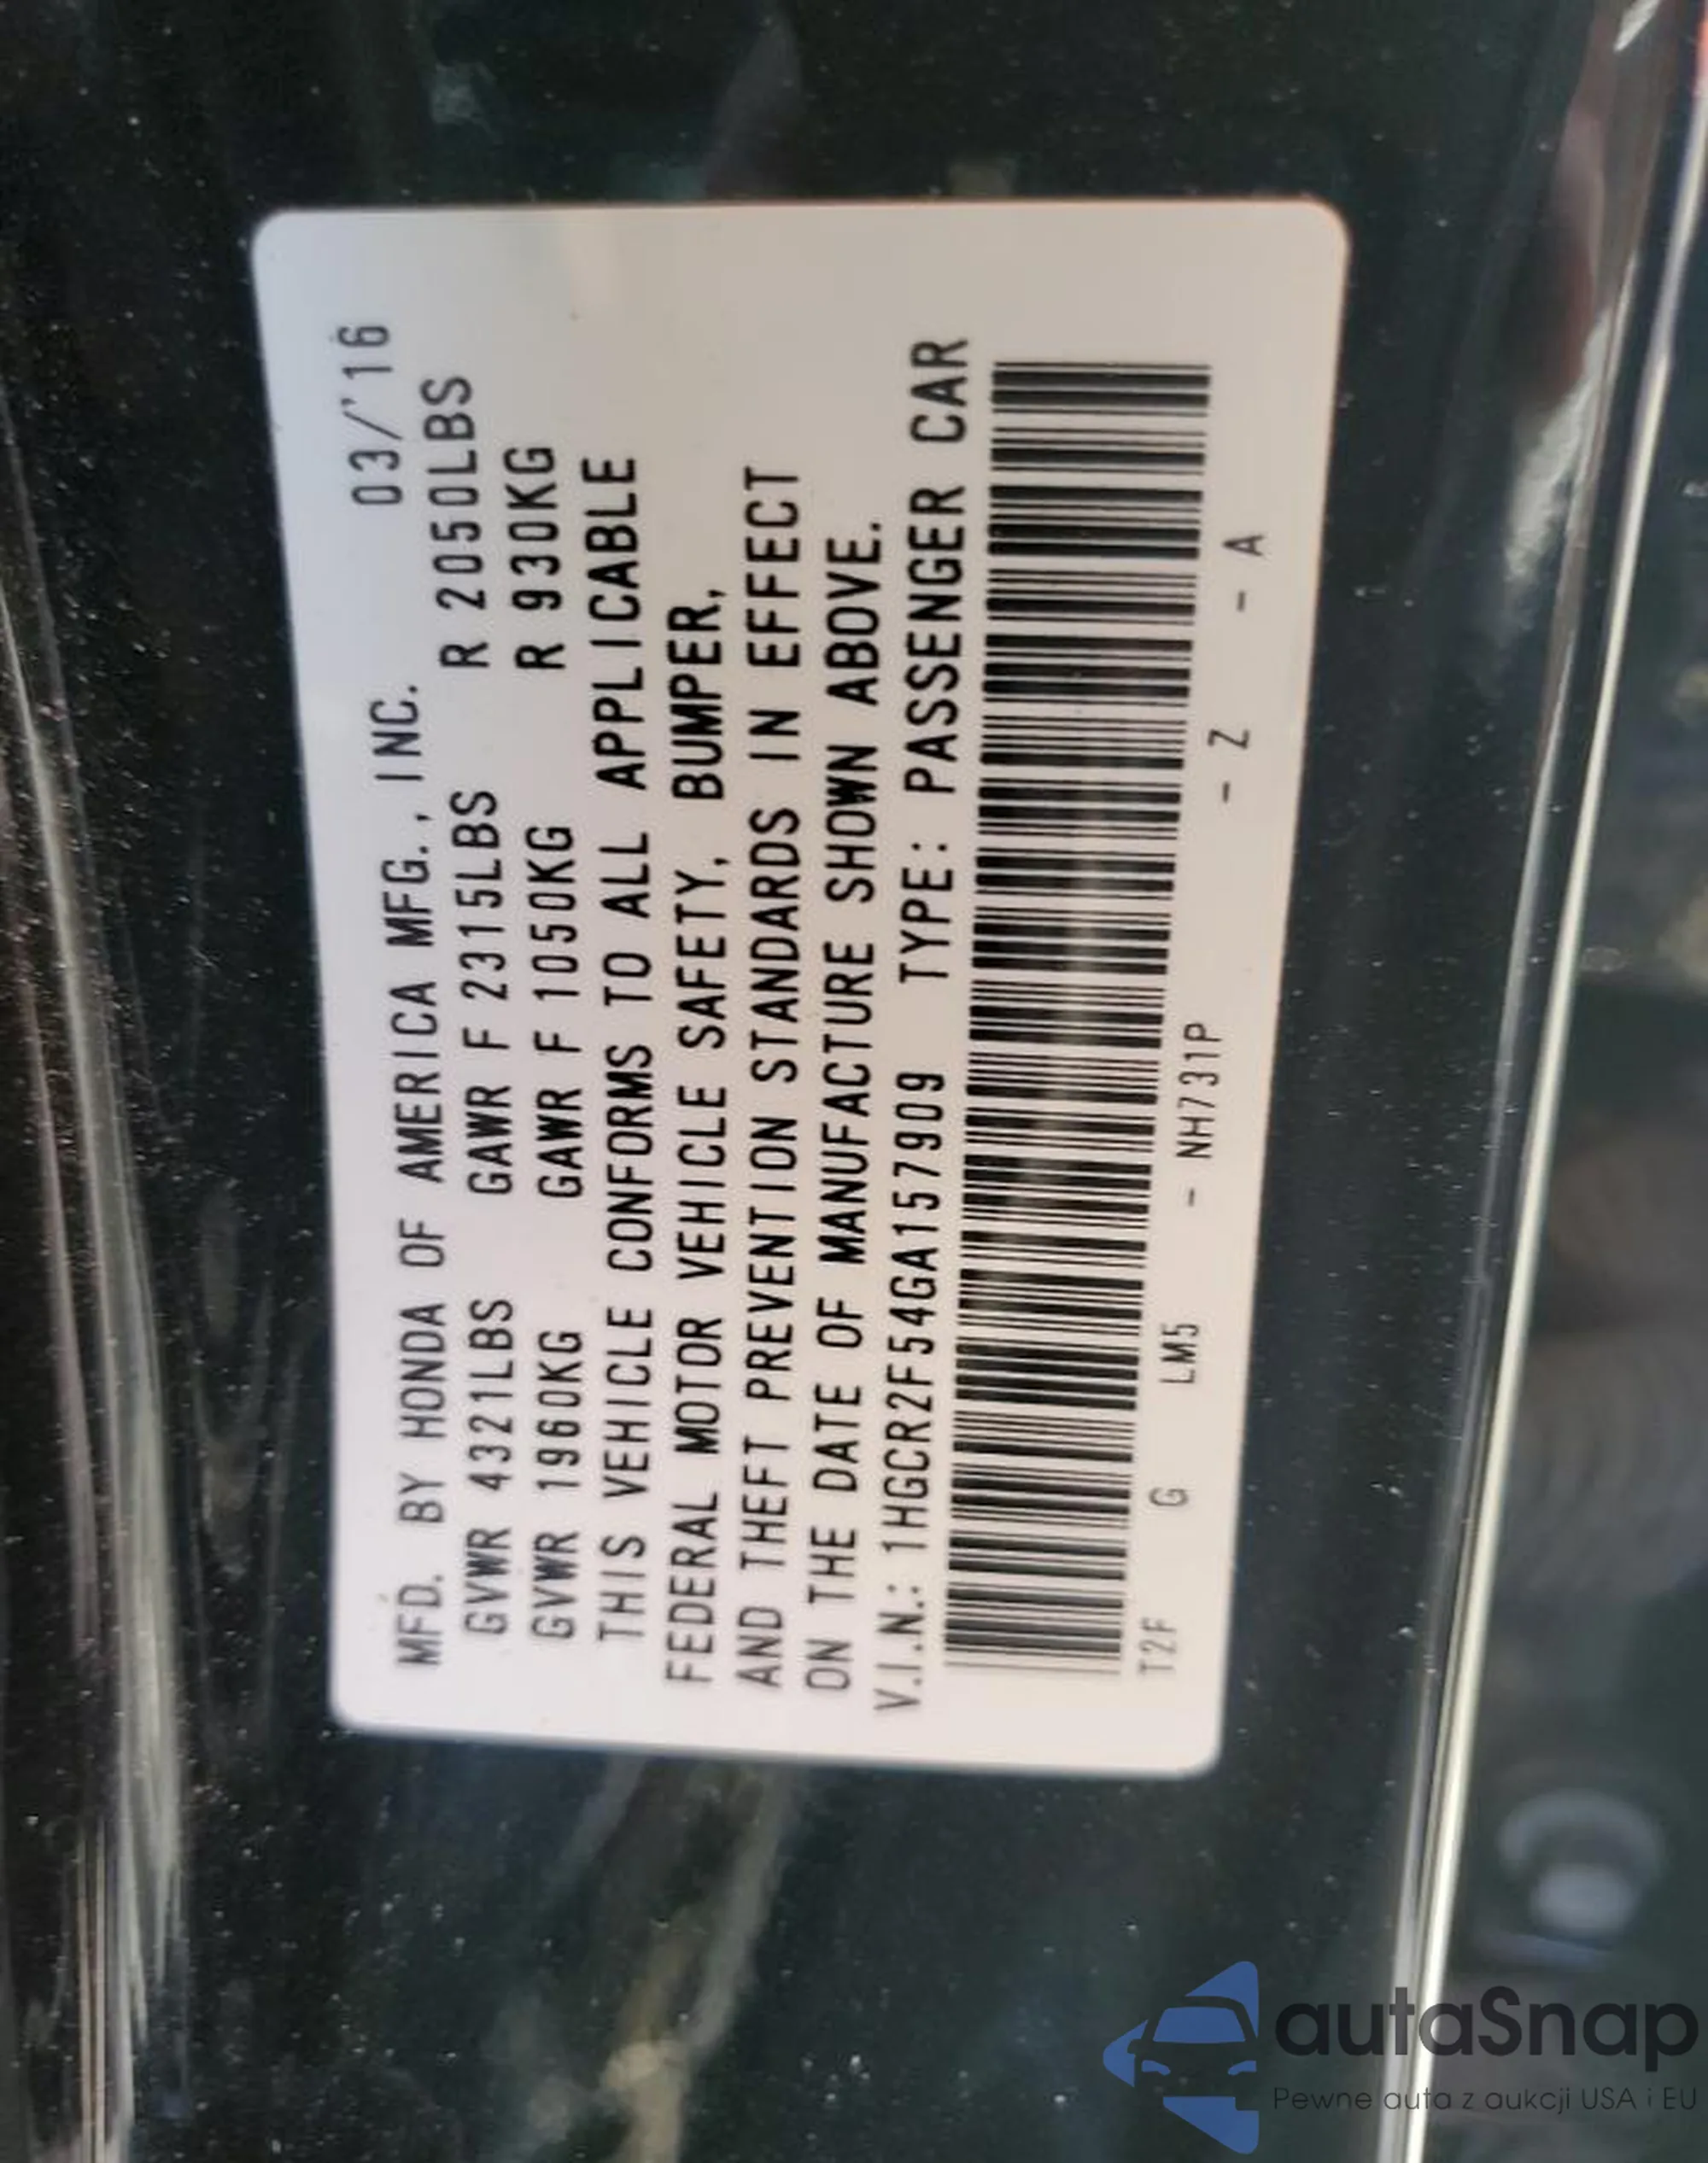 MFD. BY HONDA OF AMERICA MFG., INC. 03/'16
GVWR 4321LBS GAWR F 2315LBS R 2050LBS
GVWR 1960KG GAWR F 1050KG R 930KG
THIS VEHICLE CONFORMS TO ALL APPLICABLE
FEDERAL MOTOR VEHICLE SAFETY, BUMPER,
AND THEFT PREVENTION STANDARDS IN EFFECT
ON THE DATE OF MANUFACTURE SHOWN ABOVE.
V.I.N.: 1HGCR2F54GA157909 TYPE: PASSENGER CAR
T2F G LM5 - NH731P - Z - A
autaSnap
Pewne auta z aukcji USA i EU